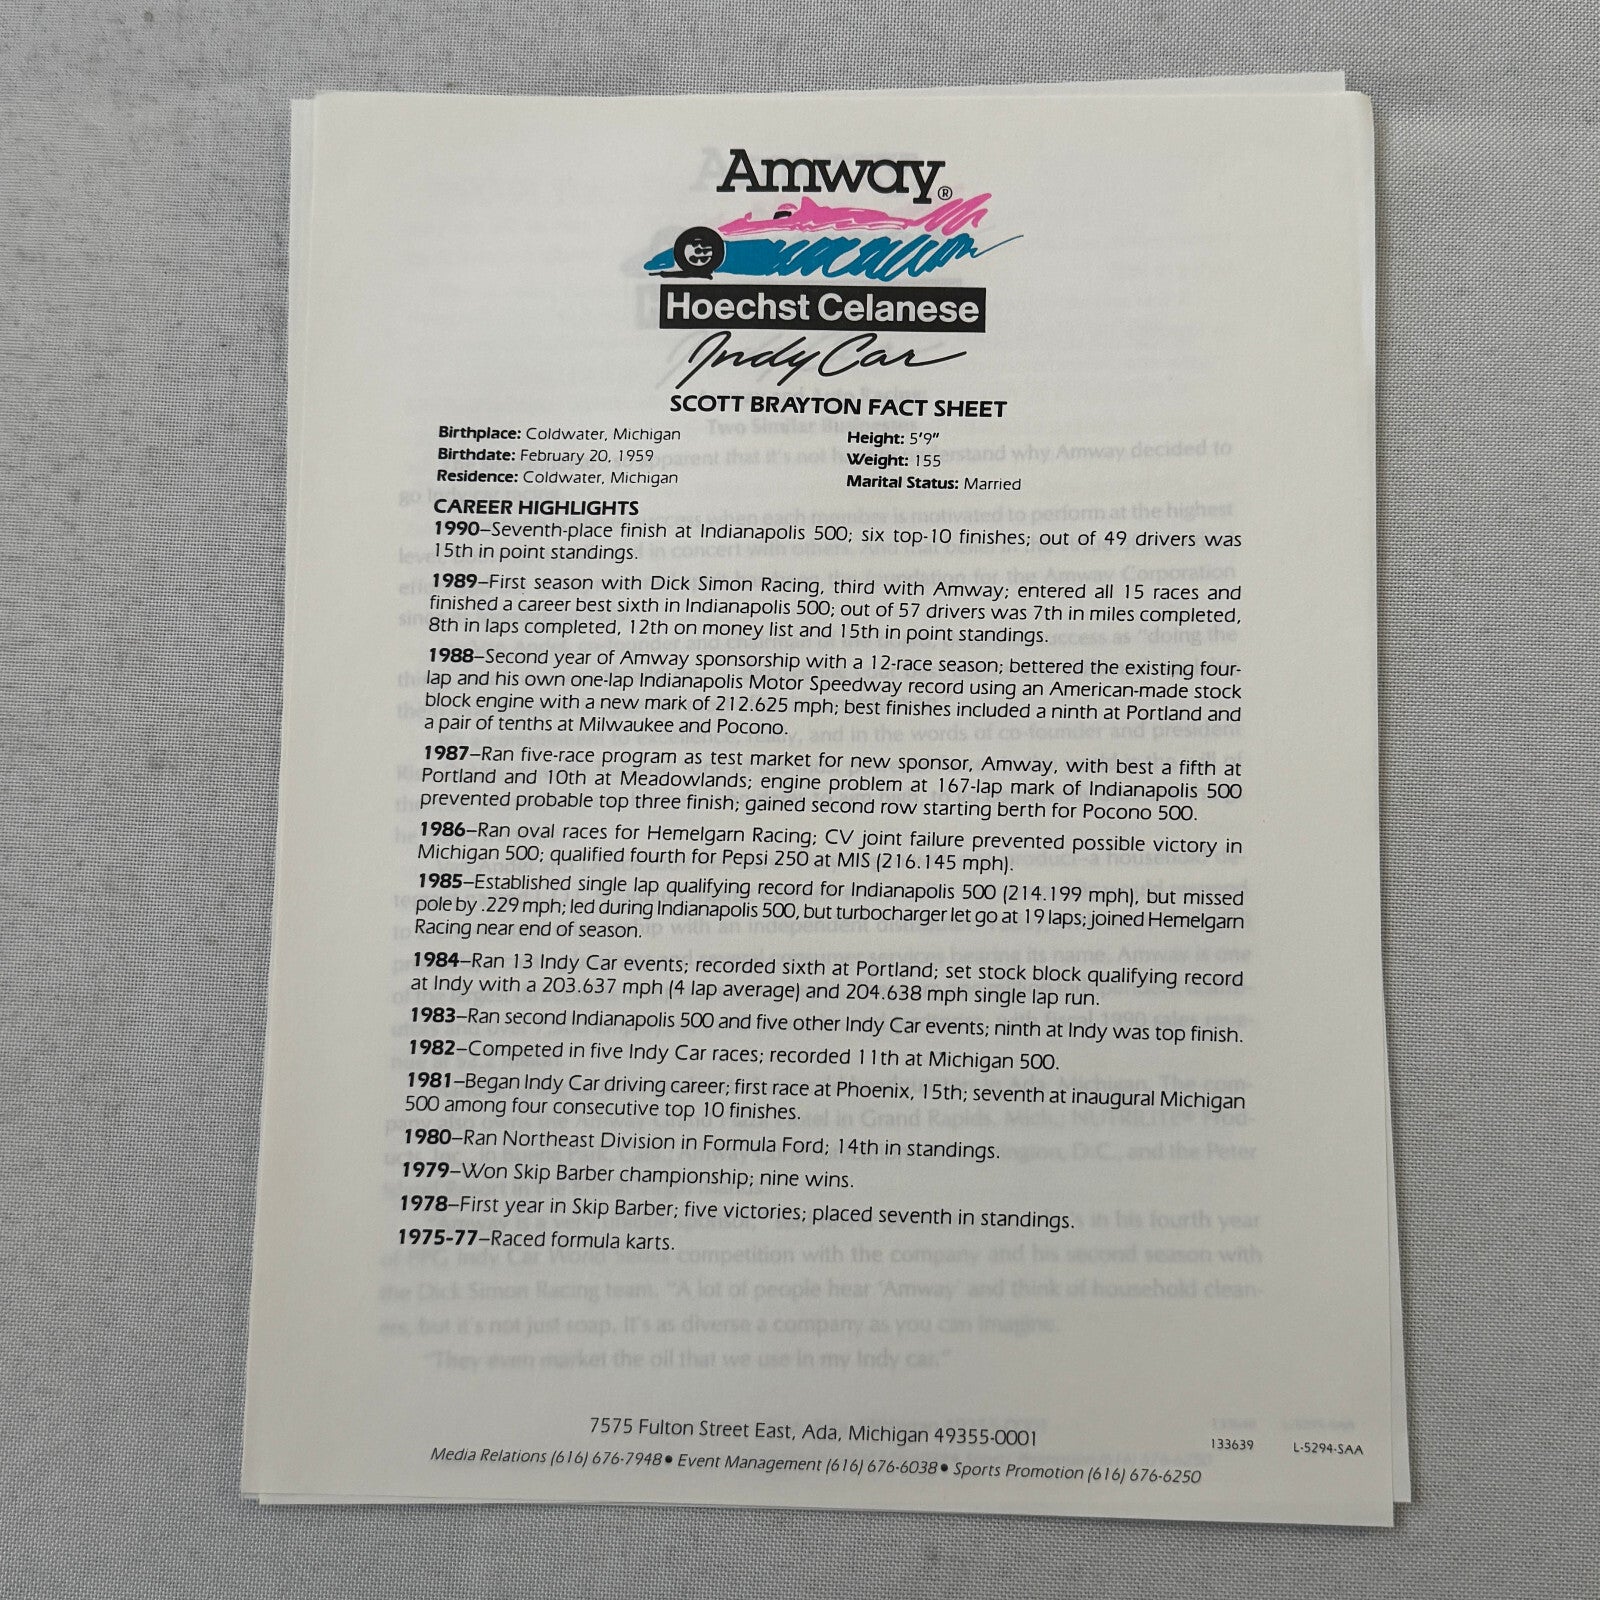 Amway®
Hoechst Celanese
Indy Car
SCOTT BRAYTON FACT SHEET
Birthplace: Coldwater, Michigan
Birthdate: February 20, 1959
Residence: Coldwater, Michigan
Height: 5'9"
Weight: 155
Marital Status: Married
CAREER HIGHLIGHTS
1990–Seventh-place finish at Indianapolis 500; six top-10 finishes; out of 49 drivers was
15th in point standings.
1989–First season with Dick Simon Racing, third with Amway; entered all 15 races and
finished a career best sixth in Indianapolis 500; out of 57 drivers was 7th in miles completed,
8th in laps completed, 12th on money list and 15th in point standings.
1988–Second year of Amway sponsorship with a 12-race season; bettered the existing four-
lap and his own one-lap Indianapolis Motor Speedway record using an American-made stock
block engine with a new mark of 212.625 mph; best finishes included a ninth at Portland and
a pair of tenths at Milwaukee and Pocono.
1987–Ran five-race program as test market for new sponsor, Amway, with best a fifth at
Portland and 10th at Meadowlands; engine problem at 167-lap mark of Indianapolis 500
prevented probable top three finish; gained second row starting berth for Pocono 500.
1986–Ran oval races for Hemelgarn Racing; CV joint failure prevented possible victory in
Michigan 500; qualified fourth for Pepsi 250 at MIS (216.145 mph).
1985–Established single lap qualifying record for Indianapolis 500 (214.199 mph), but missed
pole by .229 mph; led during Indianapolis 500, but turbocharger let go at 19 laps; joined Hemelgarn
Racing near end of season.
1984–Ran 13 Indy Car events; recorded sixth at Portland; set stock block qualifying record
at Indy with a 203.637 mph (4 lap average) and 204.638 mph single lap run.
1983–Ran second Indianapolis 500 and five other Indy Car events; ninth at Indy was top finish.
1982–Competed in five Indy Car races; recorded 11th at Michigan 500.
1981–Began Indy Car driving career; first race at Phoenix, 15th; seventh at inaugural Michigan
500 among four consecutive top 10 finishes.
1980–Ran Northeast Division in Formula Ford; 14th in standings.
1979–Won Skip Barber championship; nine wins.
1978–First year in Skip Barber; five victories; placed seventh in standings.
1975-77–Raced formula karts.
7575 Fulton Street East, Ada, Michigan 49355-0001
133639 L-5294-SAA
Media Relations (616) 676-7948 • Event Management (616) 676-6038 • Sports Promotion (616) 676-6250